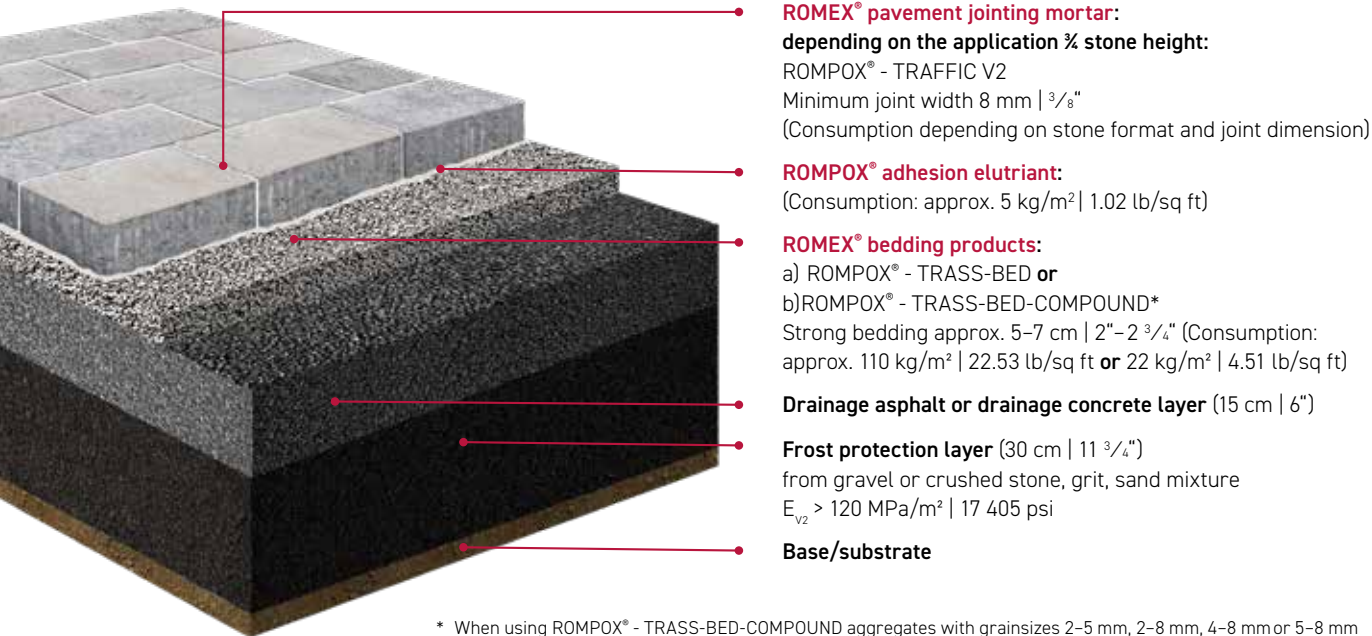 ROMEX® pavement jointing mortar:
depending on the application ¾ stone height:
ROMPOX® - TRAFFIC V2
Minimum joint width 8 mm | 3/8"
(Consumption depending on stone format and joint dimension)
ROMPOX® adhesion elutriant:
(Consumption: approx. 5 kg/m² | 1.02 lb/sq ft)
ROMEX® bedding products:
a) ROMPOX® - TRASS-BED or
b)ROMPOX® - TRASS-BED-COMPOUND*
Strong bedding approx. 5–7 cm | 2"–2 3/4" (Consumption:
approx. 110 kg/m² | 22.53 lb/sq ft or 22 kg/m² | 4.51 lb/sq ft)
Drainage asphalt or drainage concrete layer (15 cm | 6")
Frost protection layer (30 cm | 11 3/4")
from gravel or crushed stone, grit, sand mixture
E_V2 > 120 MPa/m² | 17 405 psi
Base/substrate
* When using ROMPOX® - TRASS-BED-COMPOUND aggregates with grainsizes 2–5 mm, 2–8 mm, 4–8 mm or 5–8 mm